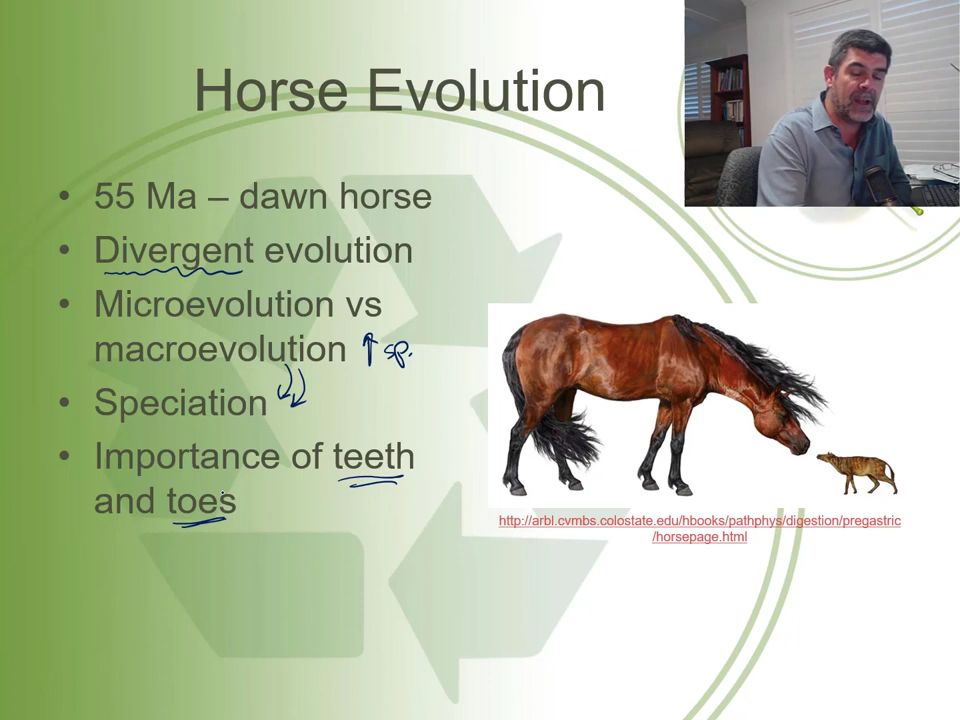 Horse Evolution
• 55 Ma – dawn horse
• Divergent evolution
• Microevolution vs
macroevolution ↑ sp.
• Speciation
• Importance of teeth
and toes
http://arbl.cvmbs.colostate.edu/hbooks/pathphys/digestion/pregastric
/horsepage.html